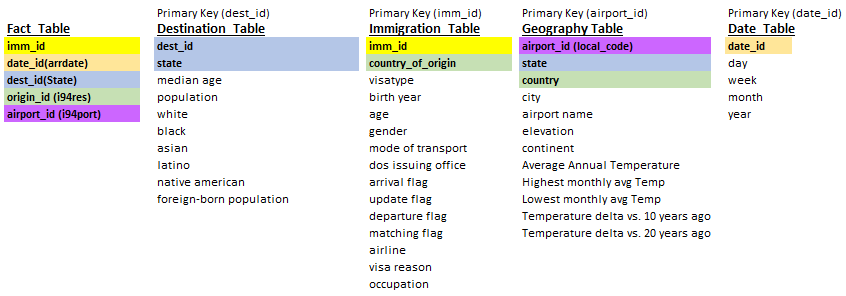 Fact_Table
imm_id
date_id(arrdate)
dest_id(State)
origin_id (i94res)
airport_id (i94port)
Primary Key (dest_id)
Destination_Table
dest_id
state
median age
population
white
black
asian
latino
native american
foreign-born population
Primary Key (imm_id)
Immigration_Table
imm_id
country_of_origin
visatype
birth year
age
gender
mode of transport
dos issuing office
arrival flag
update flag
departure flag
matching flag
airline
visa reason
occupation
Primary Key (airport_id)
Geography Table
airport_id (local_code)
state
country
city
airport name
elevation
continent
Average Annual Temperature
Highest monthly avg Temp
Lowest monthly avg Temp
Temperature delta vs. 10 years ago
Temperature delta vs. 20 years ago
Primary Key (date_id)
Date_Table
date_id
day
week
month
year